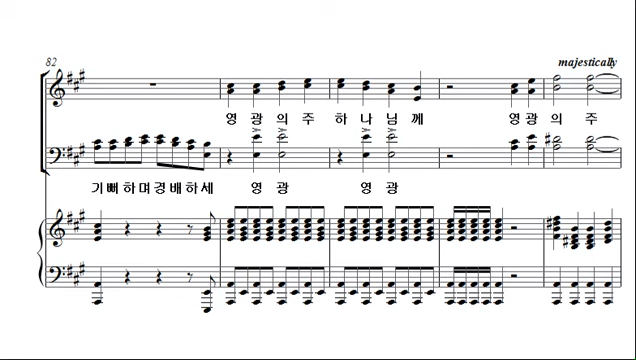 82
majestically
영 광 의 주 하 나 님 께 영 광 의 주
기 뻐 하 며 경 배 하 세 영 광 영 광